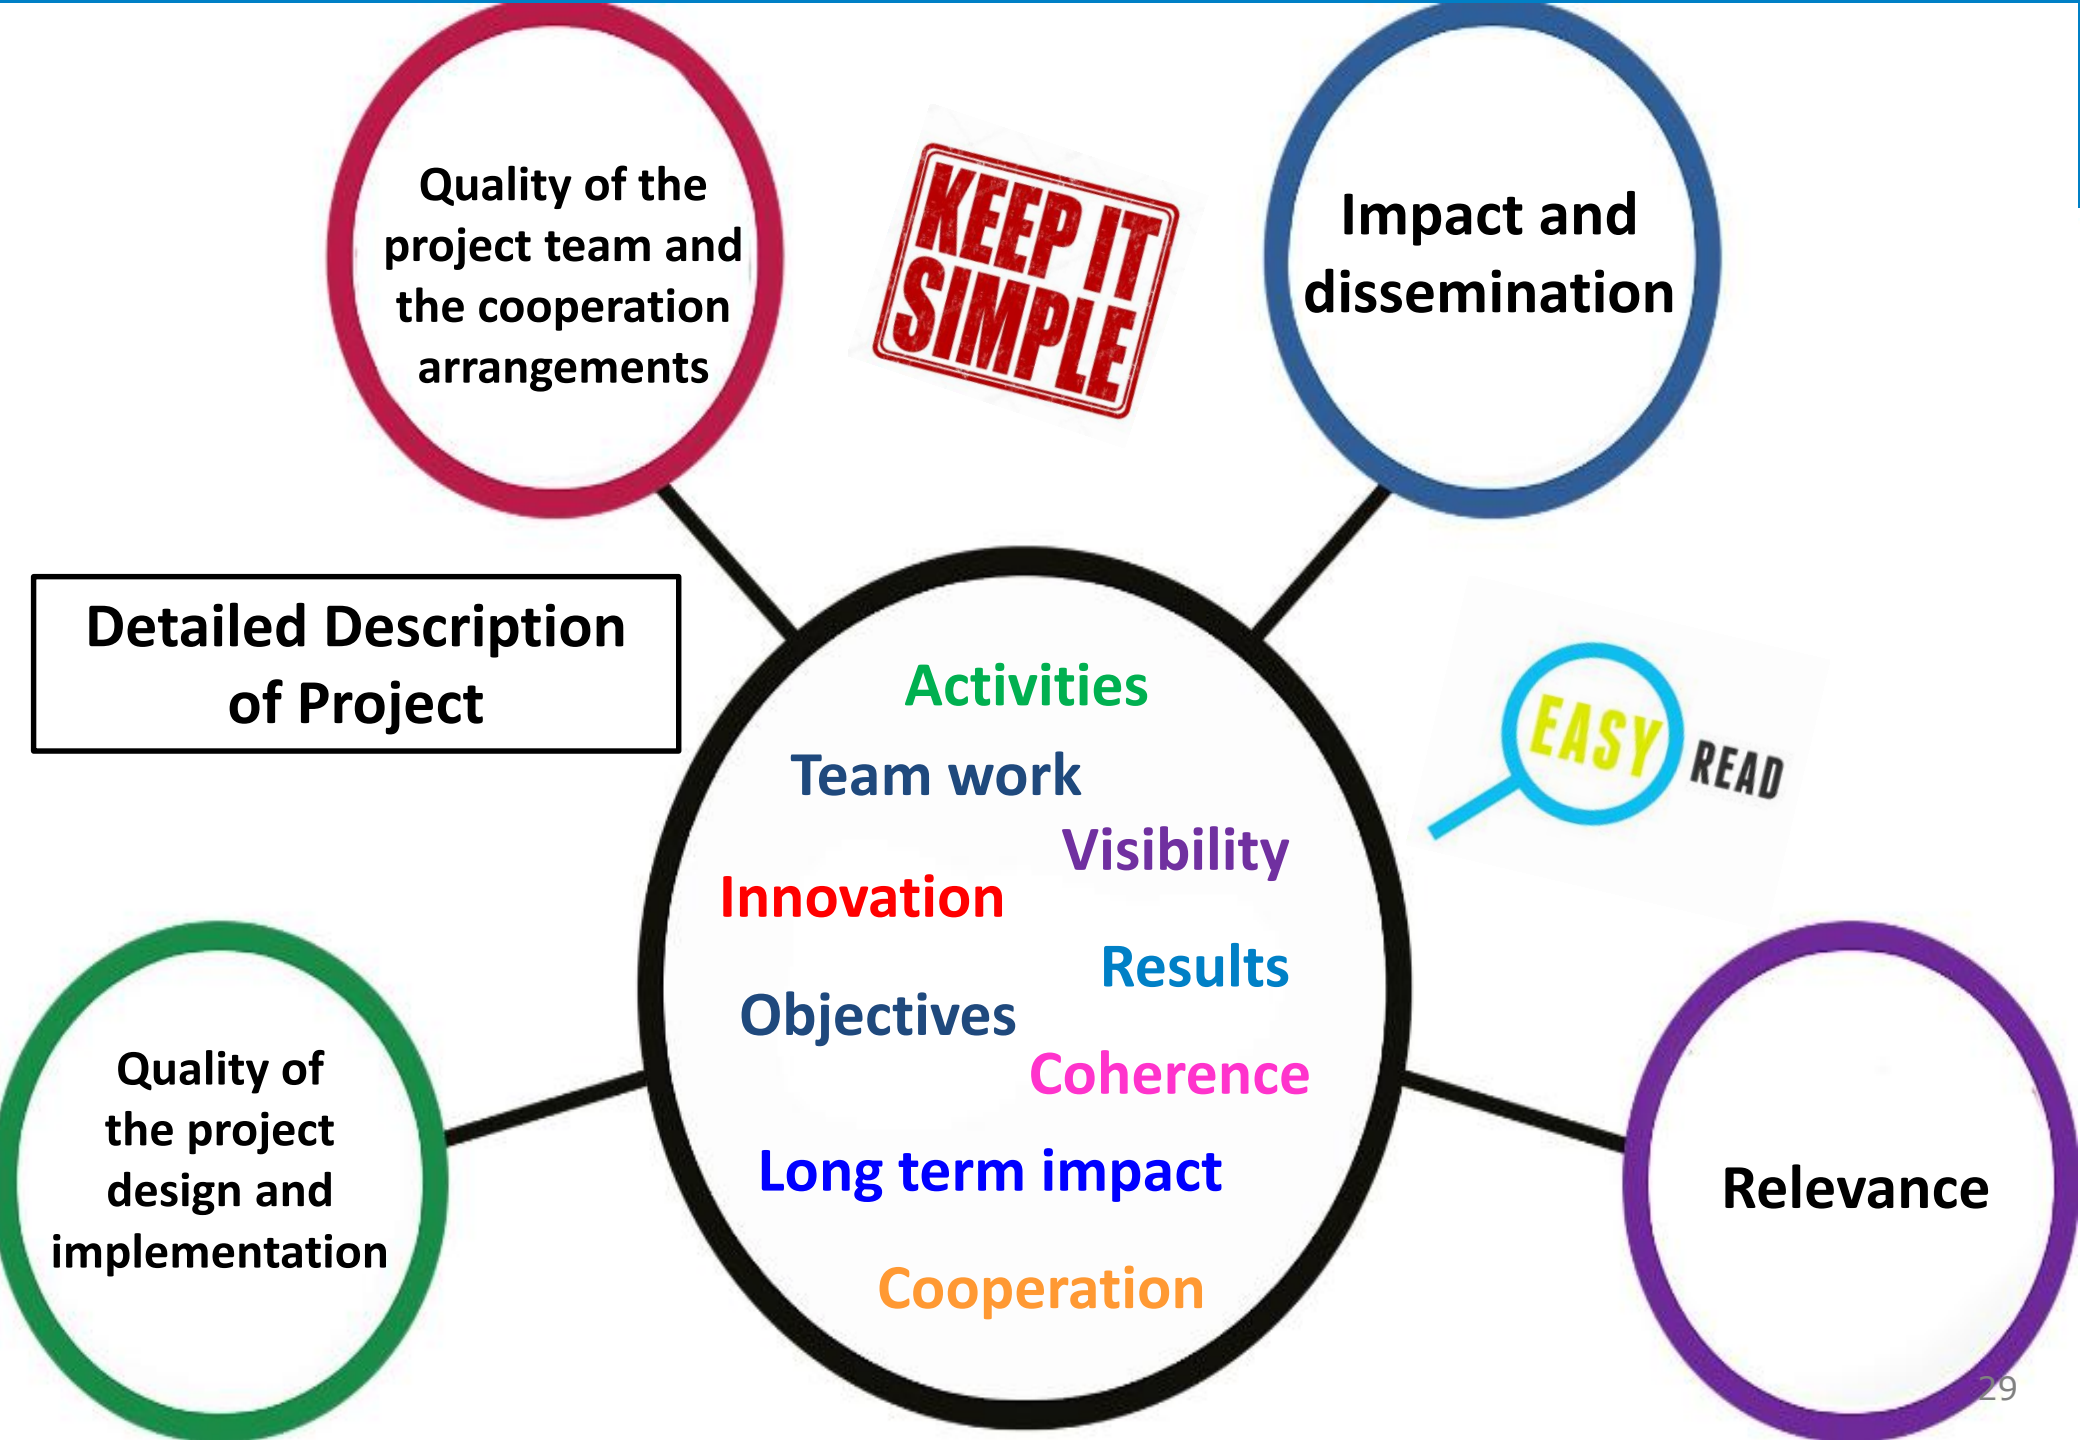 Quality of the
project team and
the cooperation
arrangements
KEEP IT
SIMPLE
Impact and
dissemination
Detailed Description
of Project
Activities
Team work
Visibility
Innovation
Results
Objectives
Coherence
Long term impact
Cooperation
EASY READ
Quality of
the project
design and
implementation
Relevance
29